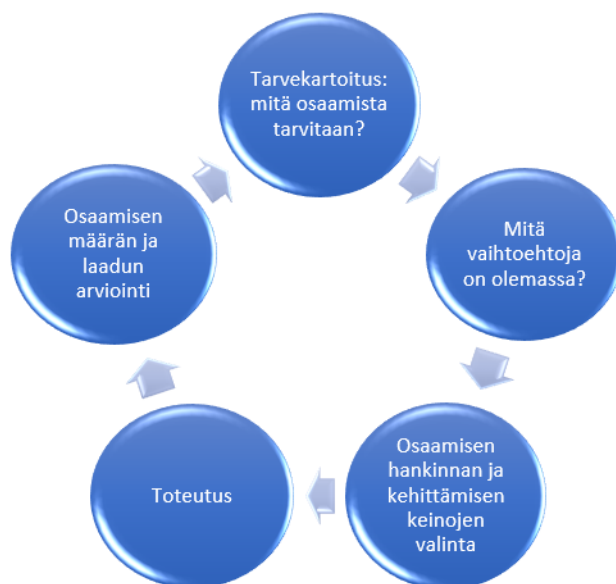 Tarvekartoitus:
mitä osaamista
tarvitaan?
Mitä
vaihtoehtoja
on olemassa?
Osaamisen
hankinnan ja
kehittämisen
keinojen
valinta
Toteutus
Osaamisen
määrän ja
laadun
arviointi